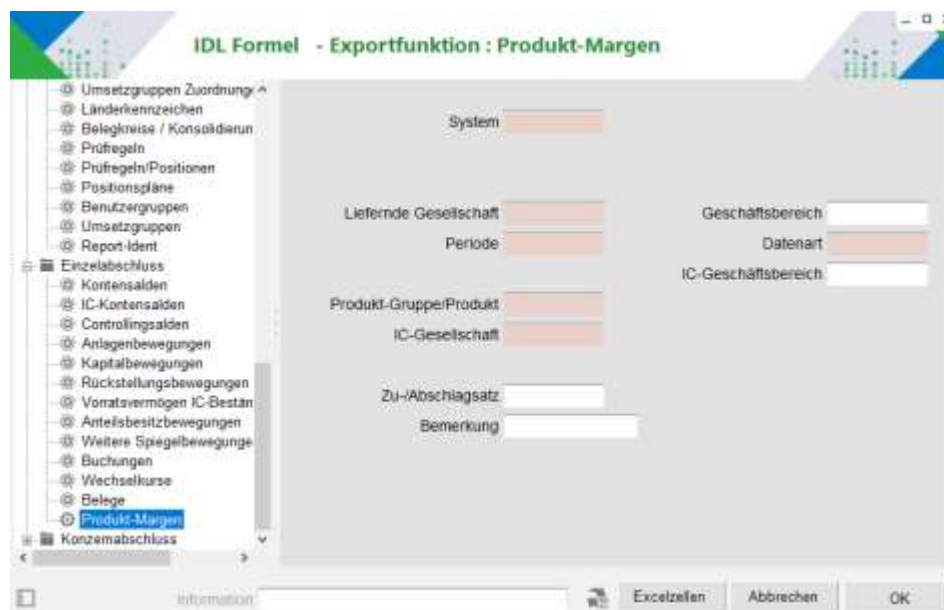 IDL Formel - Exportfunktion : Produkt-Margen
Umsetzgruppen Zuordnung
Länderkennzeichen
Belegkreise / Konsolidierun
Prüfregeln
Prüfregeln/Positionen
Positionspläne
Benutzergruppen
Umsetzgruppen
Report-Ident
Einzelabschluss
Kontensalden
IC-Kontensalden
Controllingsalden
Anlagenbewegungen
Kapitalbewegungen
Rückstellungsbewegungen
Vorratsvermögen IC-Bestän
Anteilsbesitzbewegungen
Weitere Spiegelbewegunge
Buchungen
Wechselkurse
Belege
Produkt-Margen
Konzernabschluss
System
Liefernde Gesellschaft
Geschäftsbereich
Periode
Datenart
IC-Geschäftsbereich
Produkt-Gruppe/Produkt
IC-Gesellschaft
Zu-/Abschlagsatz
Bemerkung
Information
Excelzellen
Abbrechen
OK